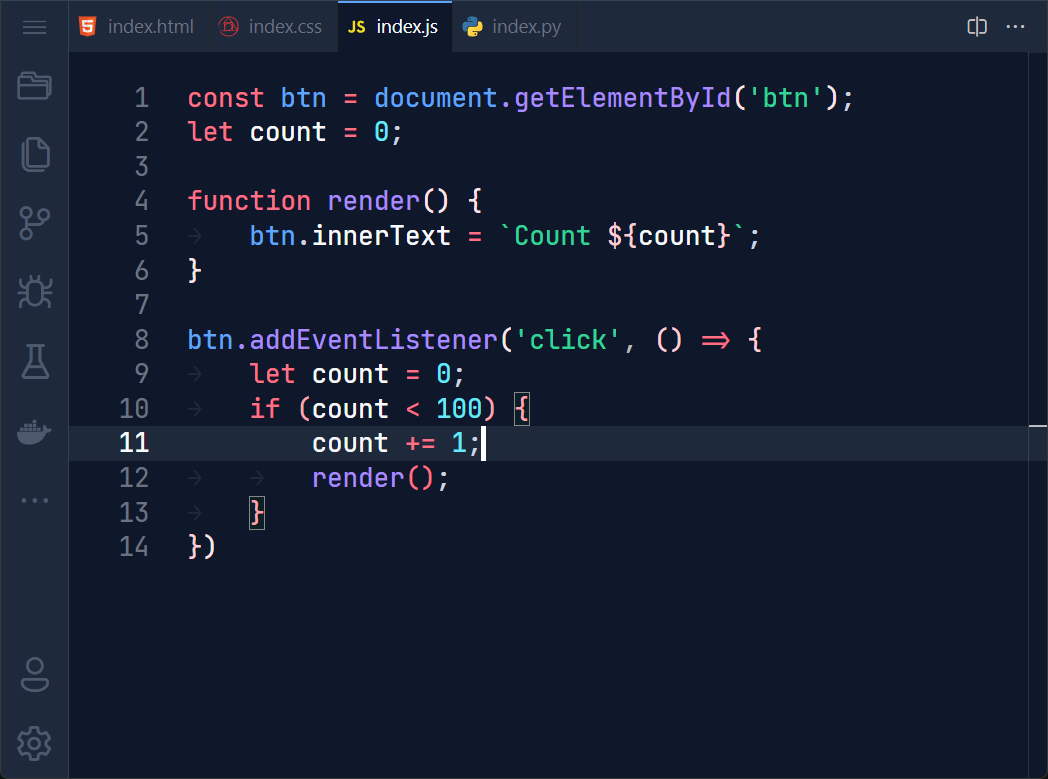 index.html index.css JS index.js index.py
1 const btn = document.getElementById('btn');
2 let count = 0;
3
4 function render() {
5 btn.innerText = `Count ${count}`;
6 }
7
8 btn.addEventListener('click', () => {
9 let count = 0;
10 if (count < 100) {
11 count += 1;
12 render();
13 }
14 })